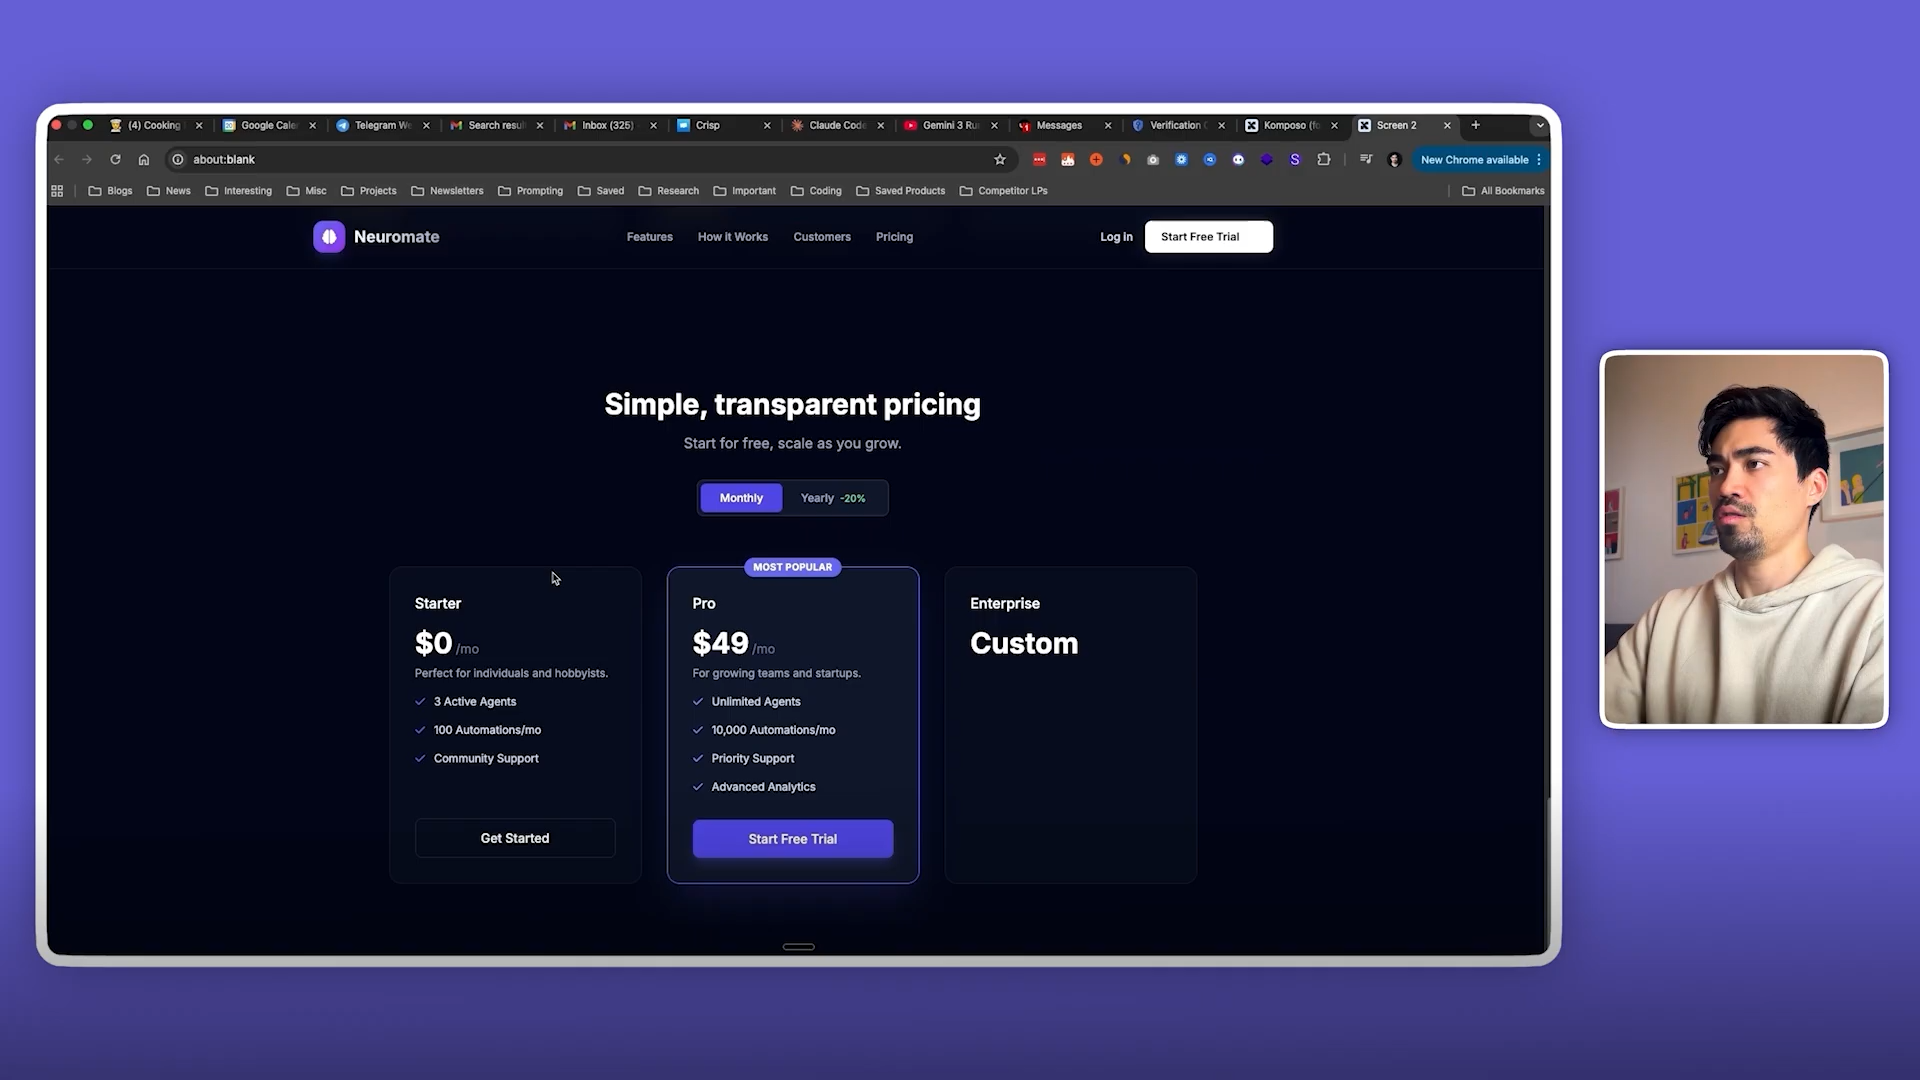 (4) Cooking
Google Caler
Telegram We
Search resul
Inbox (325)
Crisp
Claude Code
Gemini 3 Ru
Messages
Verification
Komposo (fo
Screen 2
about:blank
New Chrome available
Blogs
News
Interesting
Misc
Projects
Newsletters
Prompting
Saved
Research
Important
Coding
Saved Products
Competitor LPs
All Bookmarks
Neuromate
Features
How it Works
Customers
Pricing
Log in
Start Free Trial
Simple, transparent pricing
Start for free, scale as you grow.
Monthly
Yearly -20%
Starter
$0 /mo
Perfect for individuals and hobbyists.
3 Active Agents
100 Automations/mo
Community Support
Get Started
MOST POPULAR
Pro
$49 /mo
For growing teams and startups.
Unlimited Agents
10,000 Automations/mo
Priority Support
Advanced Analytics
Start Free Trial
Enterprise
Custom